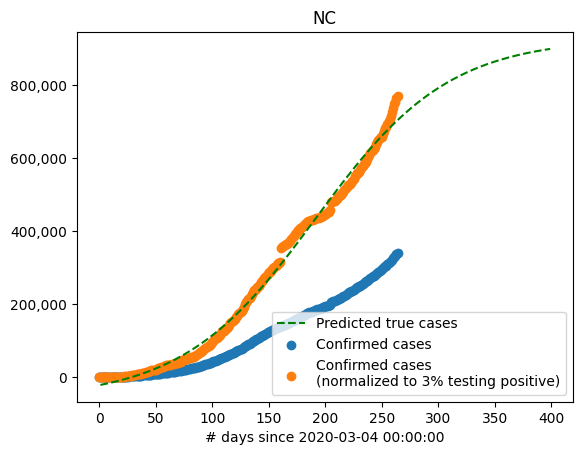 NC
800,000
600,000
400,000
200,000
0
Predicted true cases
Confirmed cases
Confirmed cases
(normalized to 3% testing positive)
0 50 100 150 200 250 300 350 400
# days since 2020-03-04 00:00:00